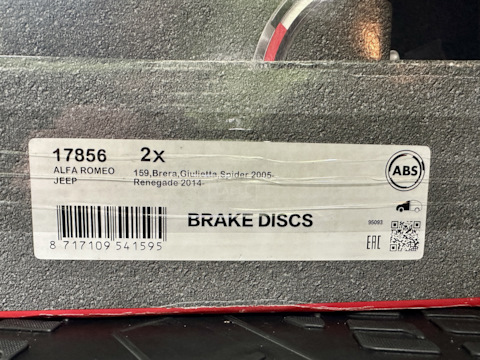 17856 2x
ALFA ROMEO 159,Brera,Giulietta,Spider 2005-
JEEP Renegade 2014-
ABS
95093
BRAKE DISCS
8 717109 541595
EAC